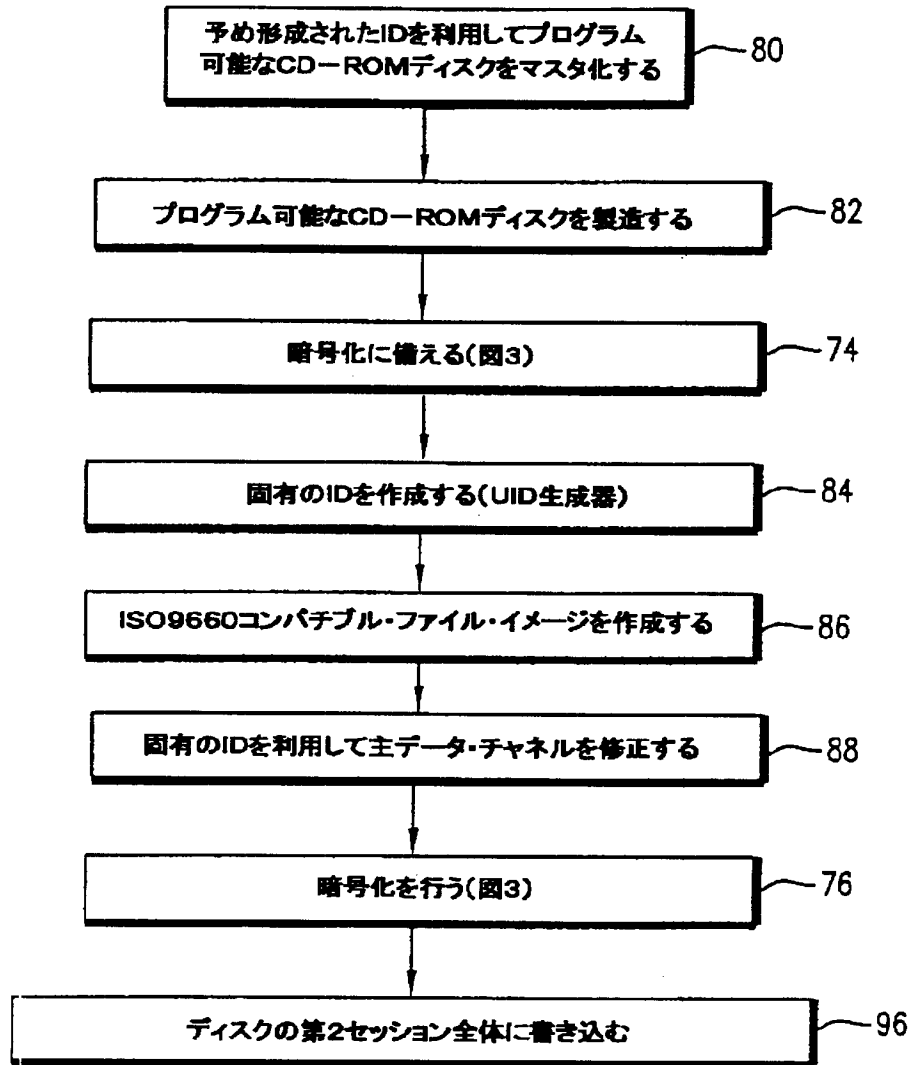 予め形成されたIDを利用してプログラム
可能なCD－ROMディスクをマスタ化する
80
プログラム可能なCD－ROMディスクを製造する
82
暗号化に備える(図3)
74
固有のIDを作成する(UID生成器)
84
ISO9660コンパチブル・ファイル・イメージを作成する
86
固有のIDを利用して主データ・チャネルを修正する
88
暗号化を行う(図3)
76
ディスクの第2セッション全体に書き込む
96